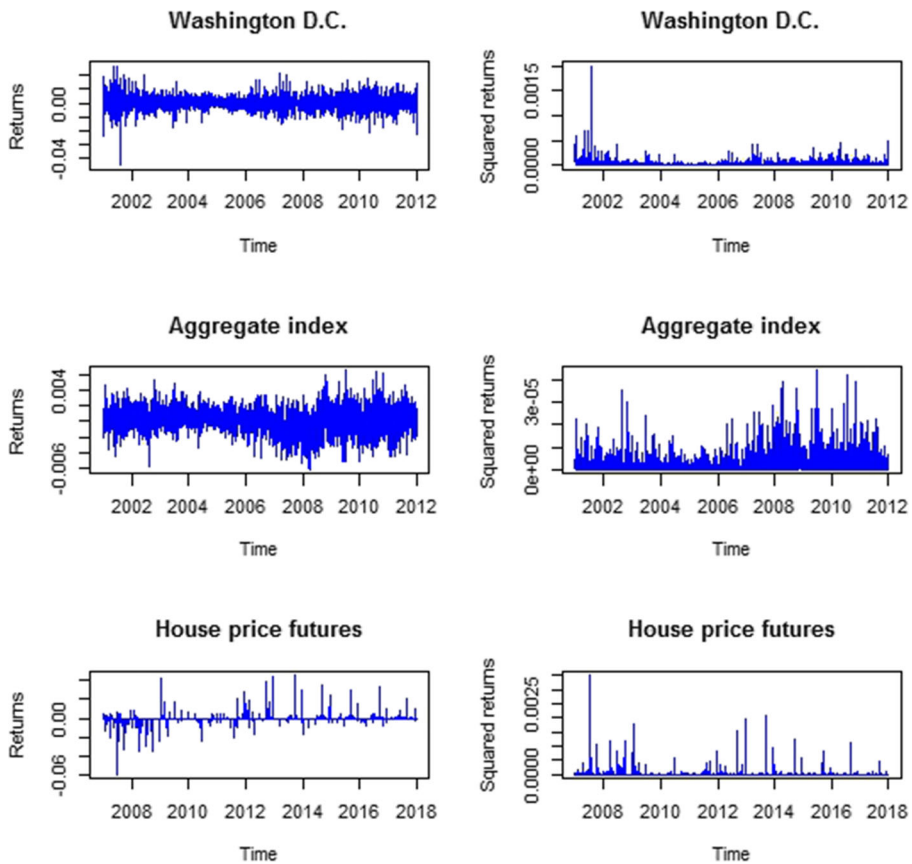 Washington D.C.
Returns
0.00
-0.04
2002 2004 2006 2008 2010 2012
Time
Washington D.C.
Squared returns
0.0015
0.0000
2002 2004 2006 2008 2010 2012
Time
Aggregate index
Returns
0.004
-0.006
2002 2004 2006 2008 2010 2012
Time
Aggregate index
Squared returns
3e-05
0e+00
2002 2004 2006 2008 2010 2012
Time
House price futures
Returns
0.00
-0.06
2008 2010 2012 2014 2016 2018
Time
House price futures
Squared returns
0.0025
0.0000
2008 2010 2012 2014 2016 2018
Time